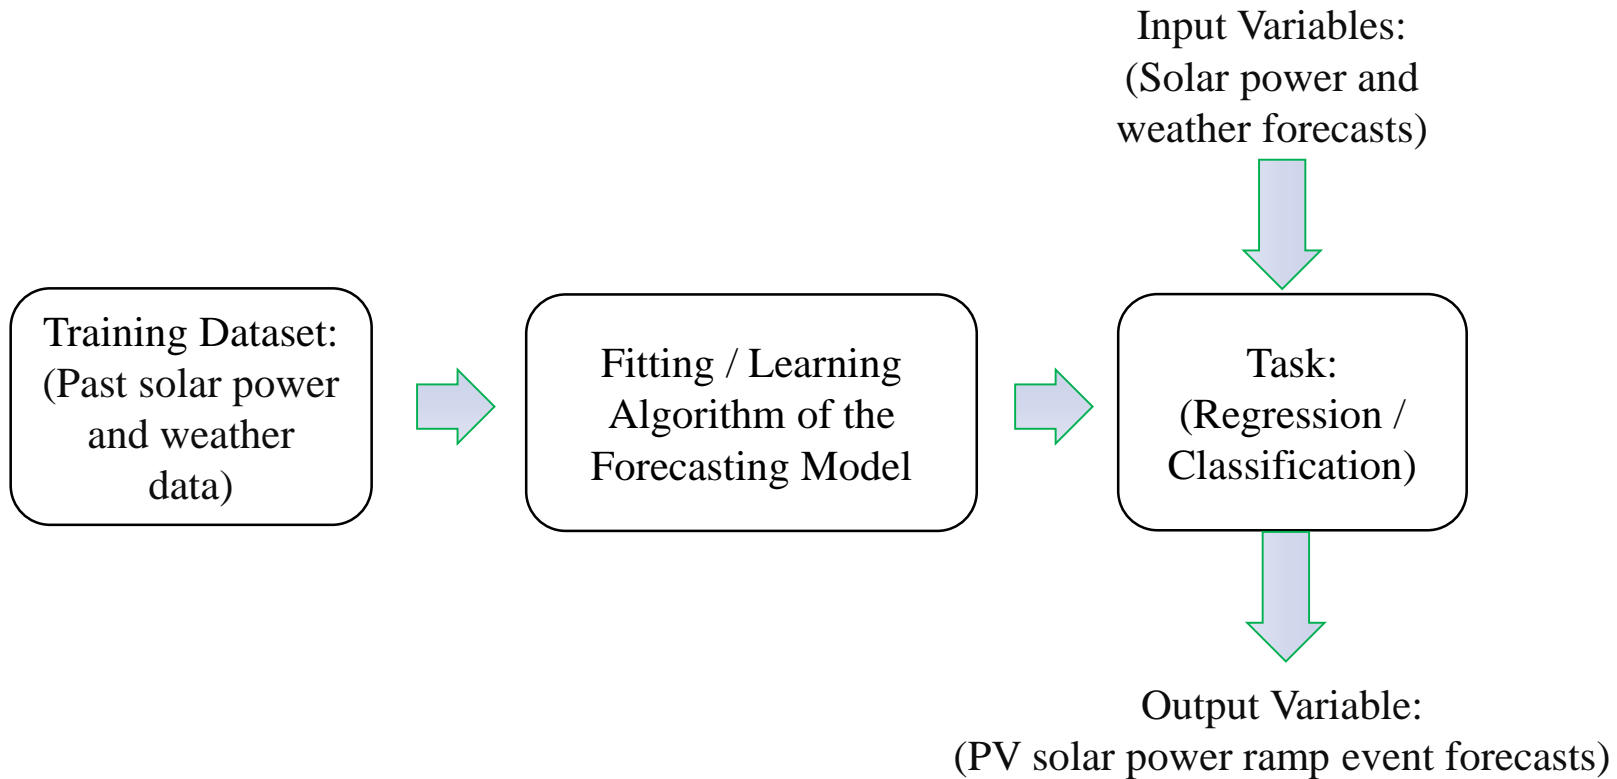 Input Variables:
(Solar power and
weather forecasts)
Training Dataset:
(Past solar power
and weather
data)
Fitting / Learning
Algorithm of the
Forecasting Model
Task:
(Regression /
Classification)
Output Variable:
(PV solar power ramp event forecasts)